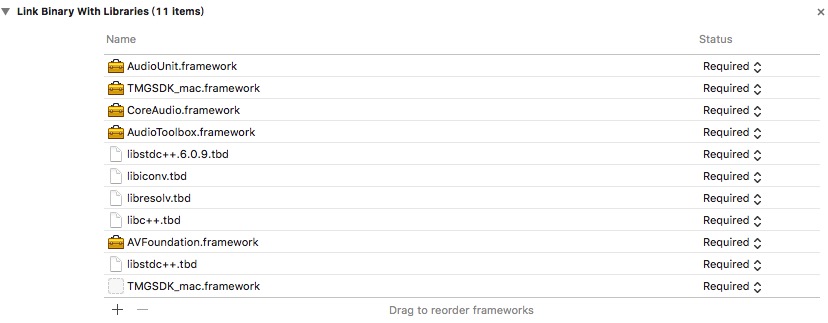 Link Binary With Libraries (11 items)
Name Status
AudioUnit.framework Required
TMGSDK_mac.framework Required
CoreAudio.framework Required
AudioToolbox.framework Required
libstdc++.6.0.9.tbd Required
libiconv.tbd Required
libresolv.tbd Required
libc++.tbd Required
AVFoundation.framework Required
libstdc++.tbd Required
TMGSDK_mac.framework Required
Drag to reorder frameworks